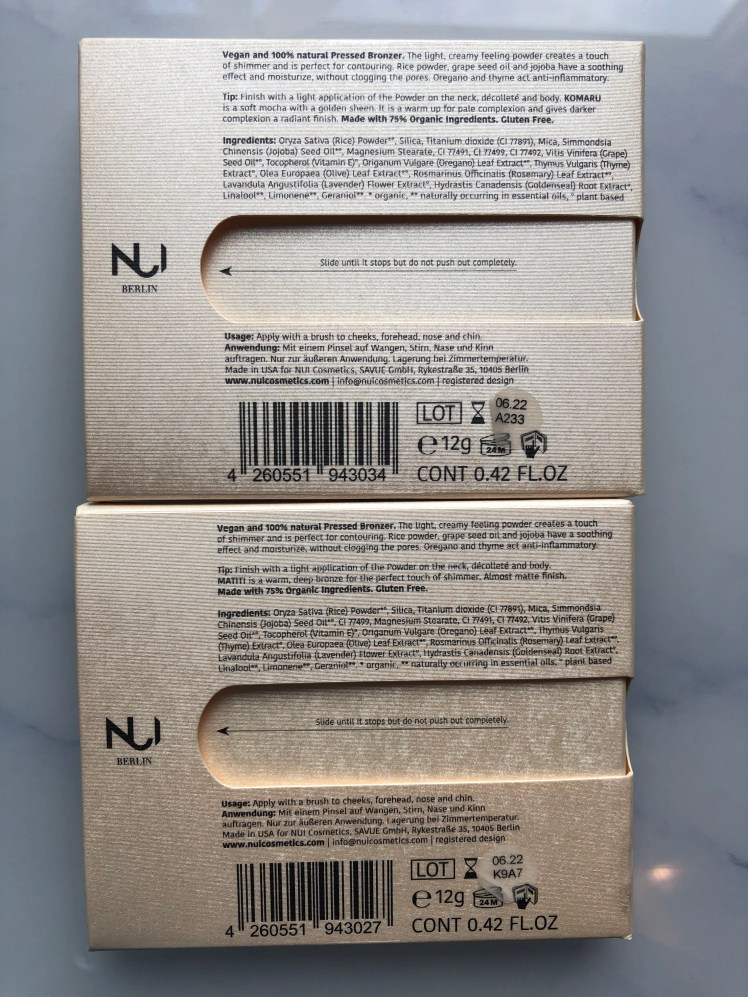 Vegan and 100% natural Pressed Bronzer. The light, creamy feeling powder creates a touch
of shimmer and is perfect for contouring. Rice powder, grape seed oil and jojoba have a soothing
effect and moisturize, without clogging the pores. Oregano and thyme act anti-inflammatory.
Tip: Finish with a light application of the Powder on the neck, décolleté and body. KOMARU
is a soft mocha with a golden sheen. It is a warm up for pale complexion and gives darker
complexion a radiant finish. Made with 75% Organic Ingredients. Gluten Free.
Ingredients: Oryza Sativa (Rice) Powder**, Silica, Titanium dioxide (CI 77891), Mica, Simmondsia
Chinensis (Jojoba) Seed Oil**, Magnesium Stearate, CI 77491, CI 77499, CI 77492, Vitis Vinifera (Grape)
Seed Oil**, Tocopherol (Vitamin E)°, Origanum Vulgare (Oregano) Leaf Extract**, Thymus Vulgaris (Thyme)
Extract*, Olea Europaea (Olive) Leaf Extract**, Rosmarinus Officinalis (Rosemary) Leaf Extract**,
Lavandula Angustifolia (Lavender) Flower Extract*, Hydrastis Canadensis (Goldenseal) Root Extract*,
Linalool**, Limonene**, Geraniol**. * organic, ** naturally occurring in essential oils, ° plant based
NUI
BERLIN
Slide until it stops but do not push out completely.
Usage: Apply with a brush to cheeks, forehead, nose and chin.
Anwendung: Mit einem Pinsel auf Wangen, Stirn, Nase und Kinn
auftragen. Nur zur äußeren Anwendung. Lagerung bei Zimmertemperatur.
Made in USA for NUI Cosmetics, SAVUE GmbH, Rykestraße 35, 10405 Berlin
www.nuicosmetics.com | info@nuicosmetics.com | registered design
LOT 06.22
A233
e 12g 24M
CONT 0.42 FL.OZ
4 260551 943034
Vegan and 100% natural Pressed Bronzer. The light, creamy feeling powder creates a touch
of shimmer and is perfect for contouring. Rice powder, grape seed oil and jojoba have a soothing
effect and moisturize, without clogging the pores. Oregano and thyme act anti-inflammatory.
Tip: Finish with a light application of the Powder on the neck, décolleté and body.
MATITI is a warm, deep bronze for the perfect touch of shimmer. Almost matte finish.
Made with 75% Organic Ingredients. Gluten Free.
Ingredients: Oryza Sativa (Rice) Powder**, Silica, Titanium dioxide (CI 77891), Mica, Simmondsia
Chinensis (Jojoba) Seed Oil**, CI 77499, Magnesium Stearate, CI 77491, CI 77492, Vitis Vinifera (Grape)
Seed Oil**, Tocopherol (Vitamin E)°, Origanum Vulgare (Oregano) Leaf Extract**, Thymus Vulgaris
(Thyme) Extract*, Olea Europaea (Olive) Leaf Extract**, Rosmarinus Officinalis (Rosemary) Leaf Extract**,
Lavandula Angustifolia (Lavender) Flower Extract*, Hydrastis Canadensis (Goldenseal) Root Extract*,
Linalool**, Limonene**, Geraniol**. * organic, ** naturally occurring in essential oils, ° plant based
NUI
BERLIN
Slide until it stops but do not push out completely.
Usage: Apply with a brush to cheeks, forehead, nose and chin.
Anwendung: Mit einem Pinsel auf Wangen, Stirn, Nase und Kinn
auftragen. Nur zur äußeren Anwendung. Lagerung bei Zimmertemperatur.
Made in USA for NUI Cosmetics, SAVUE GmbH, Rykestraße 35, 10405 Berlin
www.nuicosmetics.com | info@nuicosmetics.com | registered design
LOT 06.22
K9A7
e 12g 24M
CONT 0.42 FL.OZ
4 260551 943027